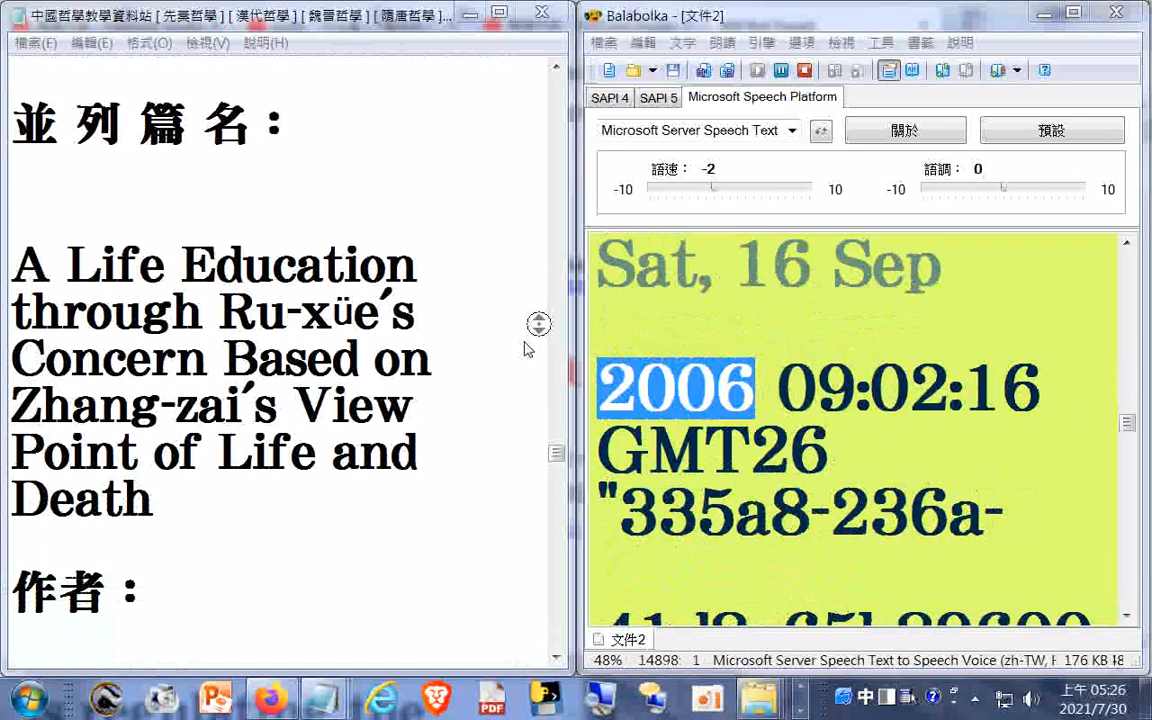 中國哲學教學資料站 [ 先秦哲學 ] [ 漢代哲學 ] [ 魏晉哲學 ] [ 隋唐哲學 ]...
檔案(F) 編輯(E) 格式(O) 檢視(V) 說明(H)
並 列 篇 名：
A Life Education
through Ru-xüe′s
Concern Based on
Zhang-zai′s View
Point of Life and
Death
作者：
Balabolka - [文件2]
檔案 編輯 文字 朗讀 引擎 選項 檢視 工具 書籤 說明
SAPI 4 SAPI 5 Microsoft Speech Platform
Microsoft Server Speech Text 關於 預設
語速： -2 語調： 0
-10 10 -10 10
Sat, 16 Sep
2006 09:02:16
GMT26
"335a8-236a-
文件2
48% 14898 1 Microsoft Server Speech Text to Speech Voice (zh-TW, 176 KB
中
上午 05:26
2021/7/30
PDF